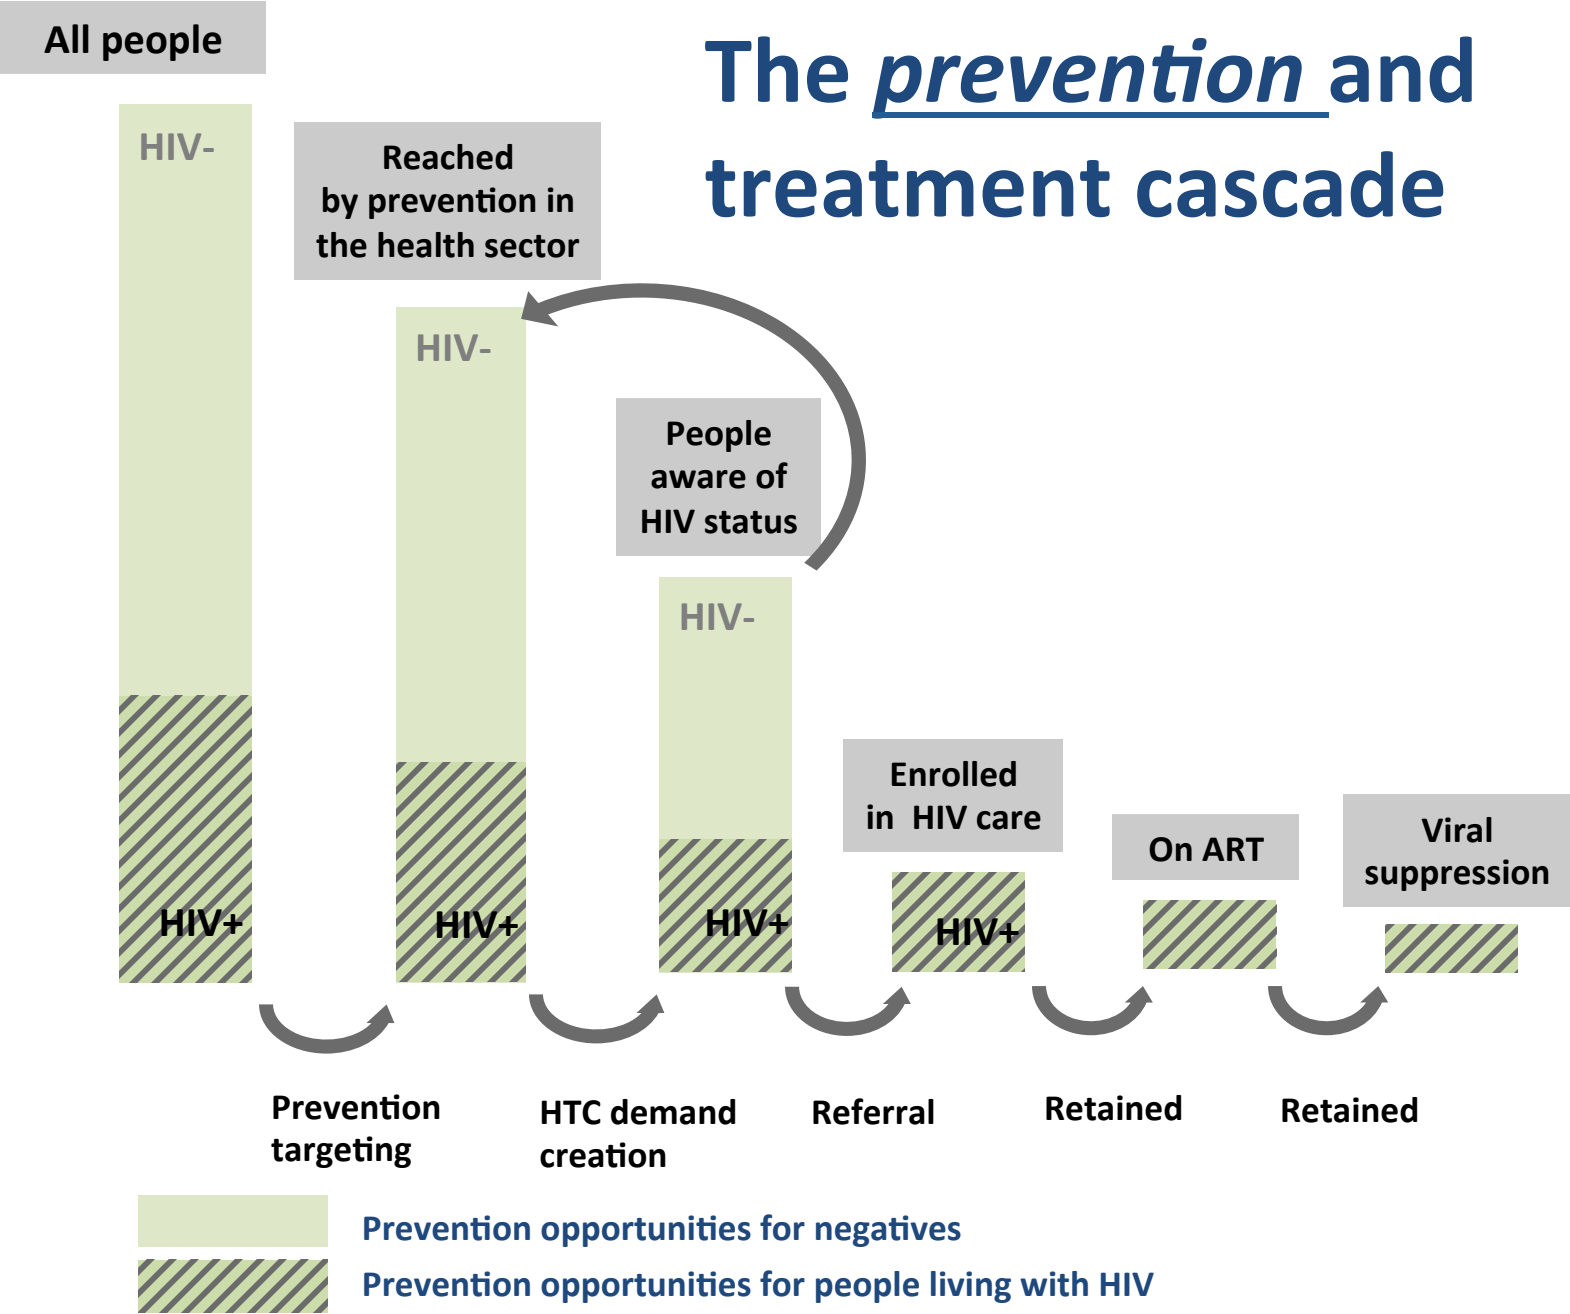 All people
The prevention and
treatment cascade
HIV-
Reached
by prevention in
the health sector
HIV-
People
aware of
HIV status
HIV-
Enrolled
in HIV care
On ART
Viral
suppression
HIV+
HIV+
HIV+
HIV+
Prevention
targeting
HTC demand
creation
Referral
Retained
Retained
Prevention opportunities for negatives
Prevention opportunities for people living with HIV